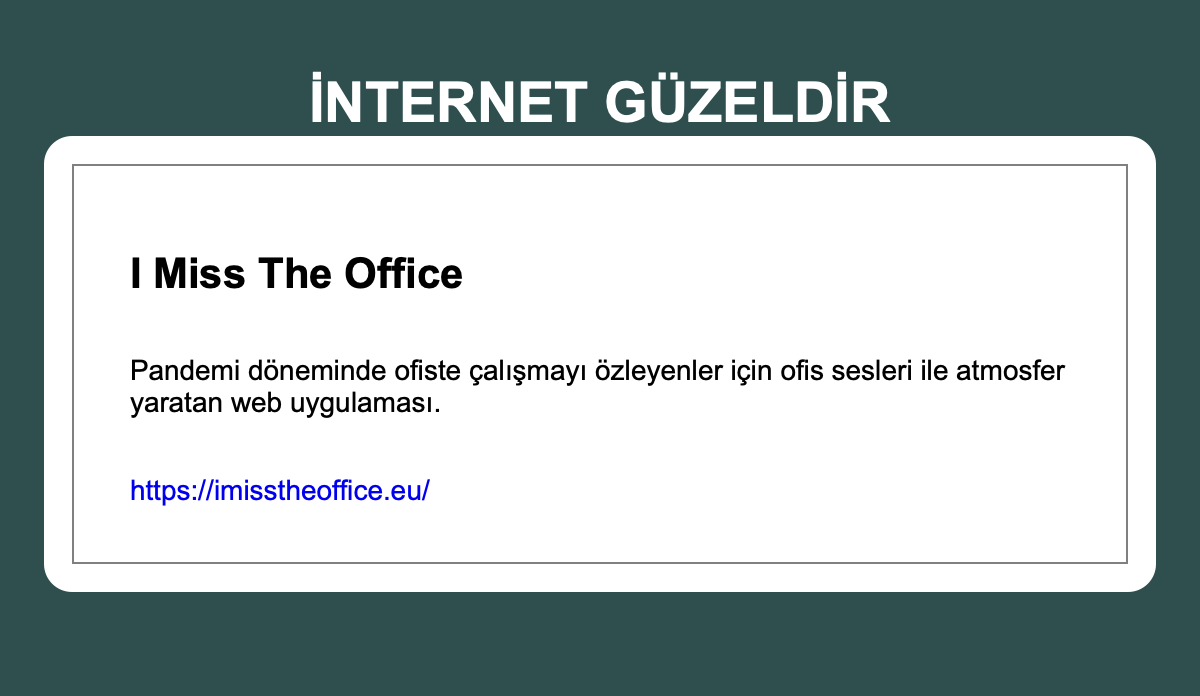 İNTERNET GÜZELDİR
I Miss The Office
Pandemi döneminde ofiste çalışmayı özleyenler için ofis sesleri ile atmosfer
yaratan web uygulaması.
https://imisstheoffice.eu/